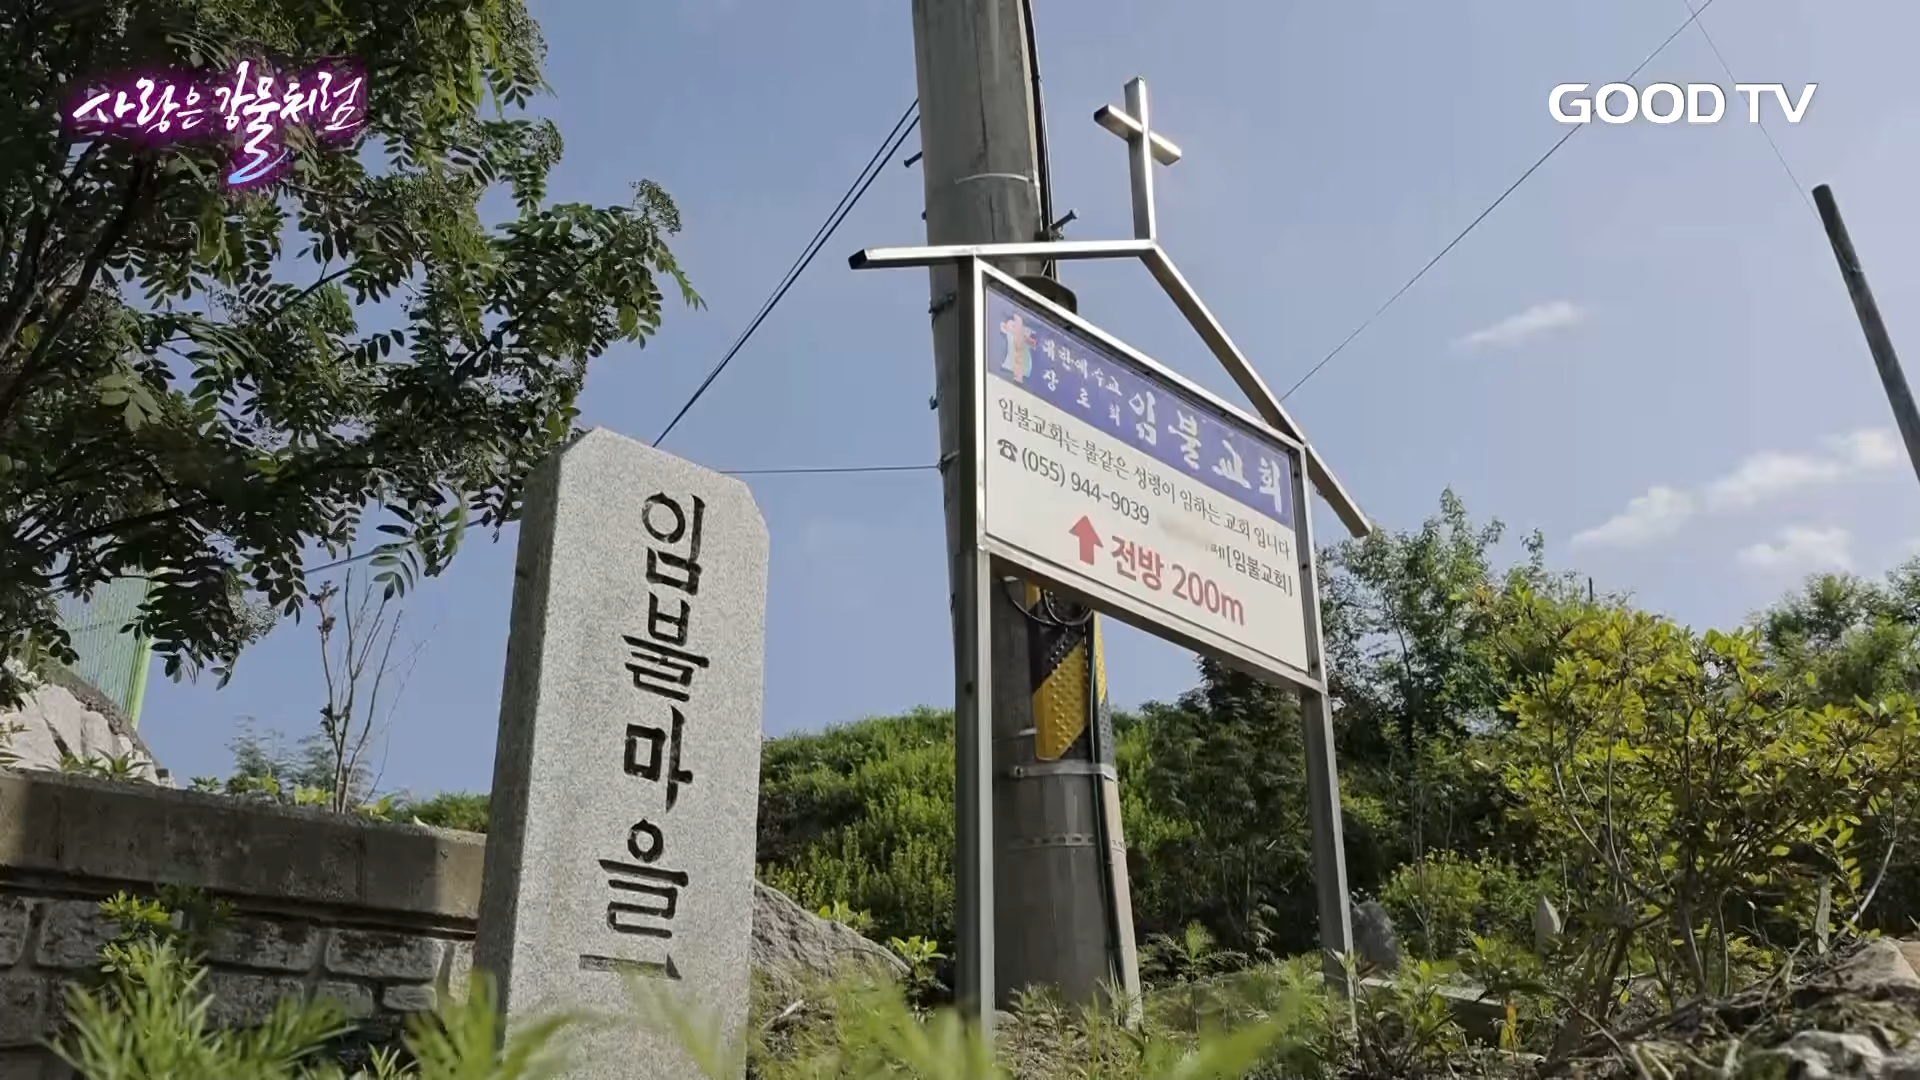 사랑은 강물처럼
GOOD TV
대한예수교
장로회
임불교회
임불교회는 불같은 성령이 임하는 교회 입니다
☎ (055) 944-9039
[임불교회]
↑ 전방 200m
임불마을